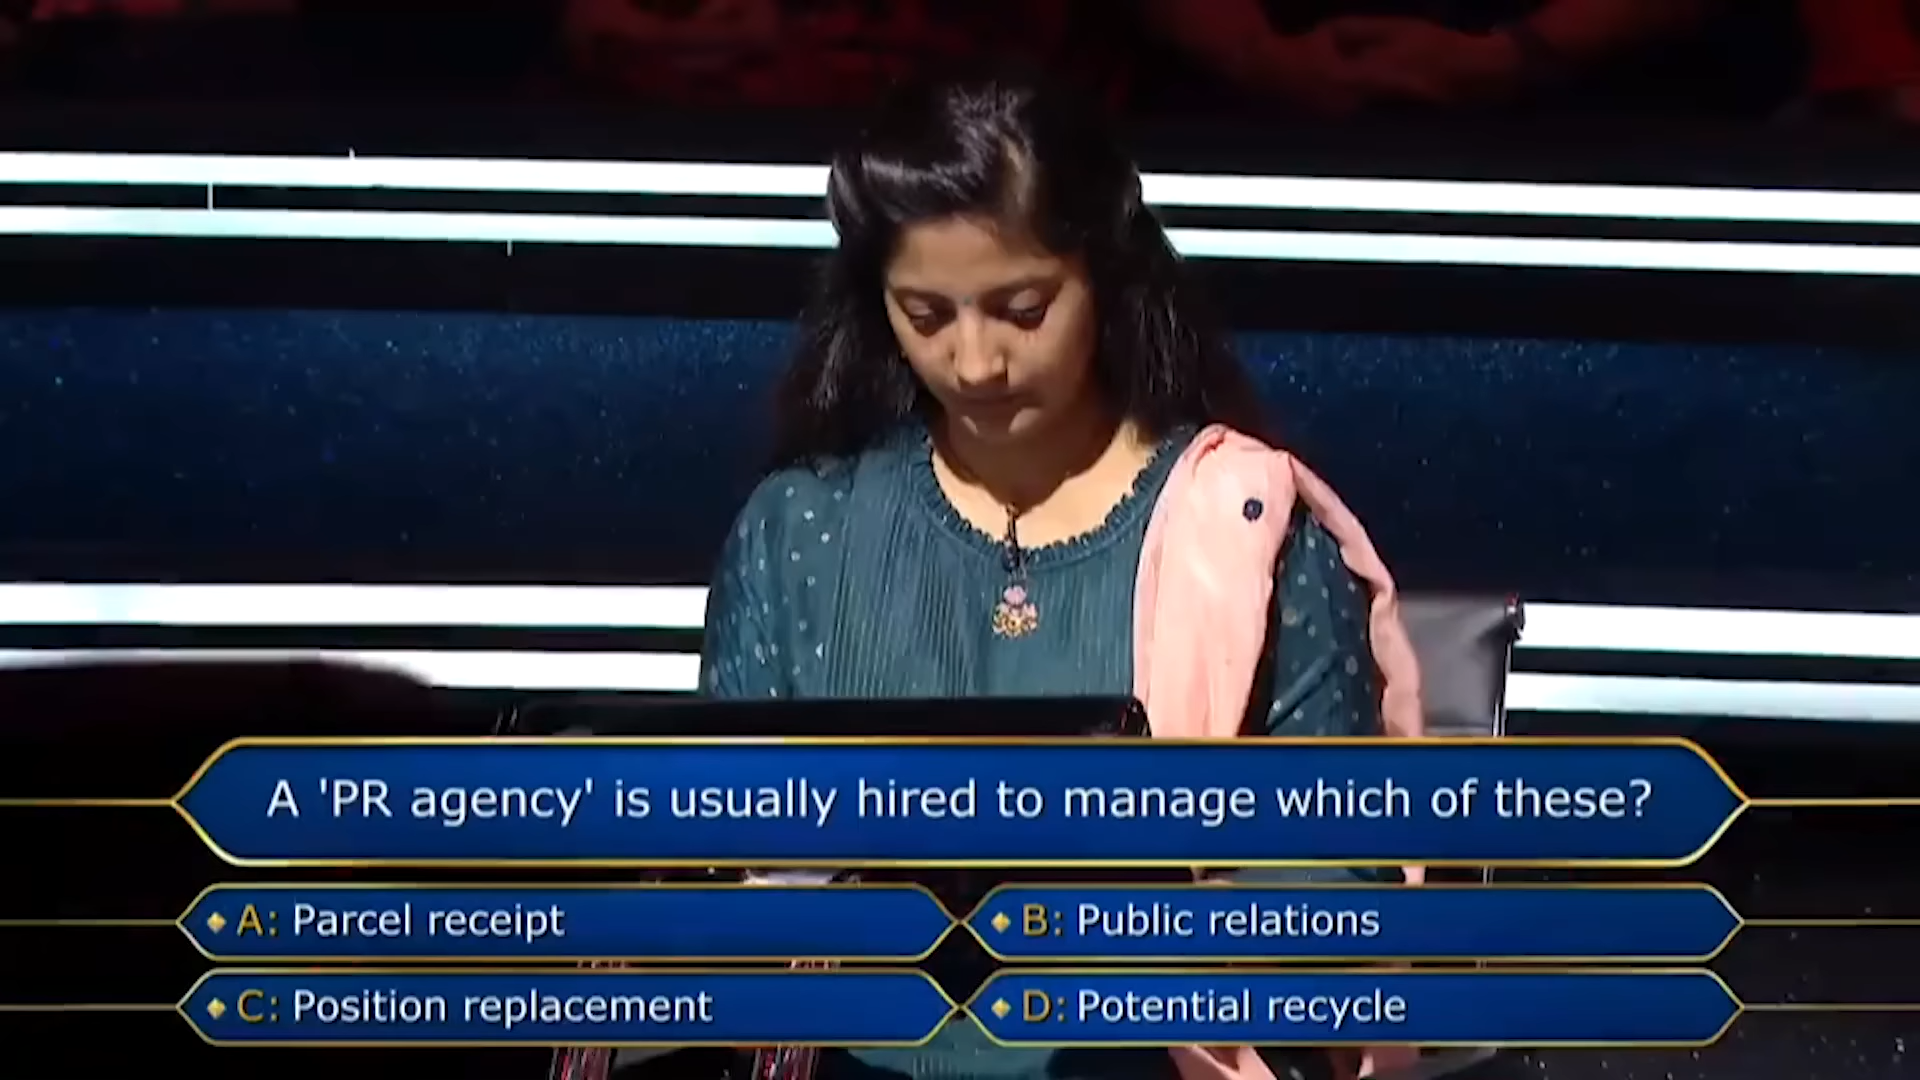 A 'PR agency' is usually hired to manage which of these?
A: Parcel receipt
B: Public relations
C: Position replacement
D: Potential recycle